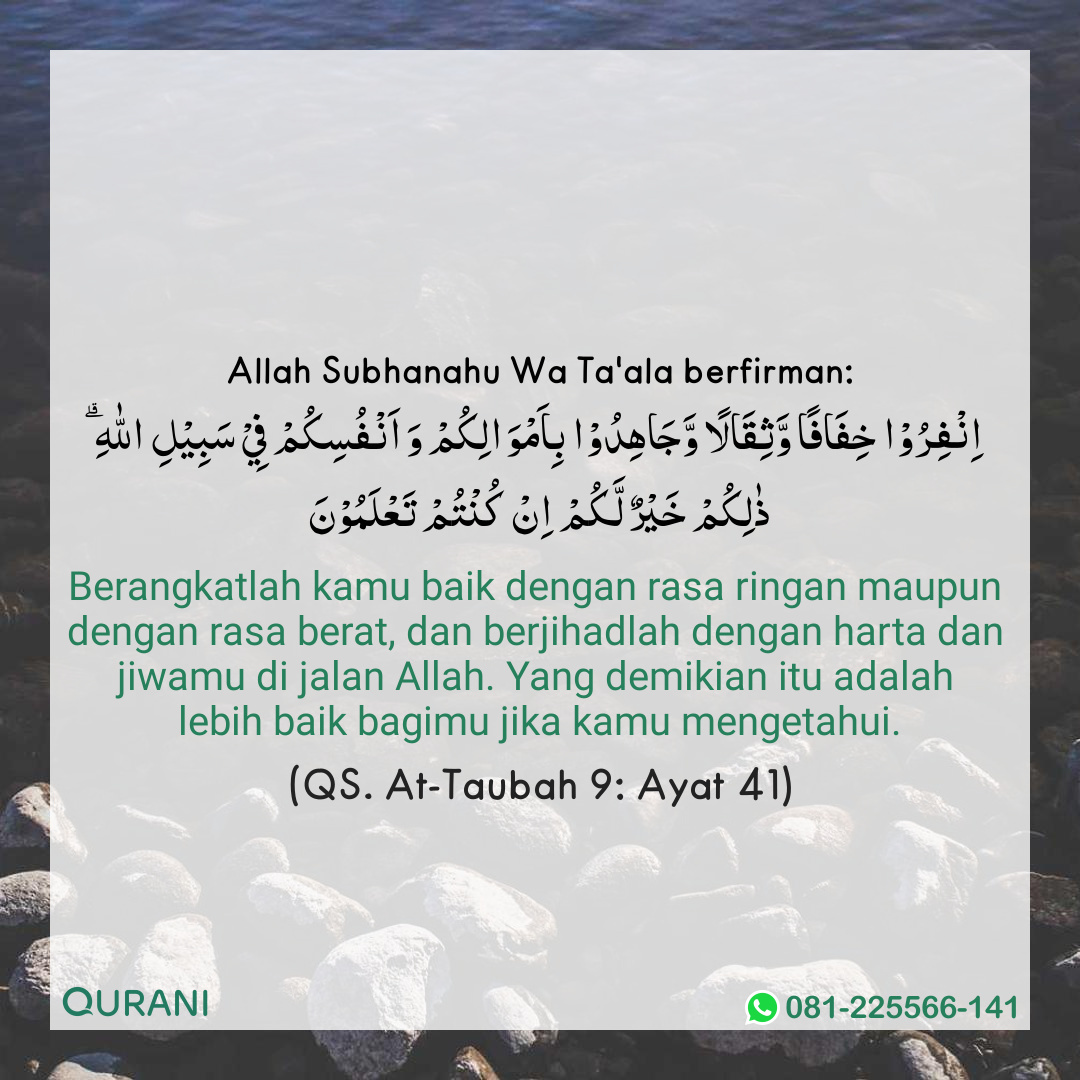 Allah Subhanahu Wa Ta'ala berfirman:
اِنْفِرُوْا خِفَافًا وَّثِقَالًا وَّجَاهِدُوْا بِاَمْوَالِكُمْ وَاَنْفُسِكُمْ فِيْ سَبِيْلِ اللّٰهِ ۗ
ذٰلِكُمْ خَيْرٌ لَّكُمْ اِنْ كُنْتُمْ تَعْلَمُوْنَ
Berangkatlah kamu baik dengan rasa ringan maupun
dengan rasa berat, dan berjihadlah dengan harta dan
jiwamu di jalan Allah. Yang demikian itu adalah
lebih baik bagimu jika kamu mengetahui.
(QS. At-Taubah 9: Ayat 41)
QURANI
081-225566-141